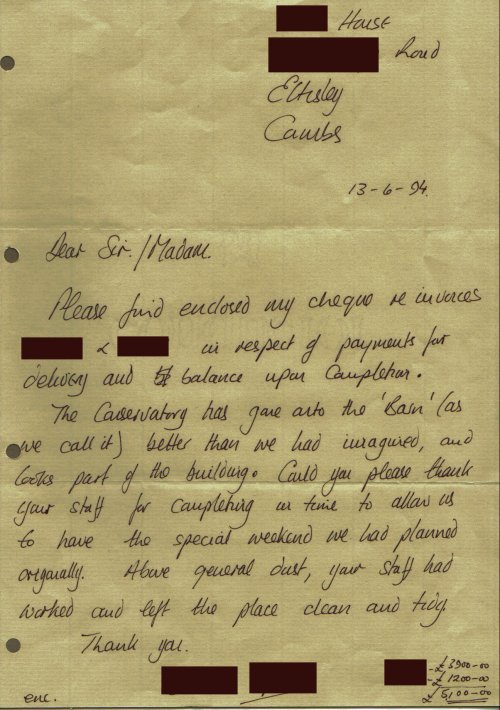 House
Road
Eltisley
Cambs
13-6-94.
Dear Sir./Madam.
Please find enclosed my cheque re invoices
& in respect of payments for
delivery and balance upon Completion.
The Conservatory has gone onto the 'Barn' (as
we call it) better than we had imagined, and
looks part of the building. Could you please thank
your staff for completing in time to allow us
to have the special weekend we had planned
originally. Above general dust, your staff had
worked and left the place clean and tidy
Thank you.
- £3900-00
- £1200-00
£5,100-00
enc.